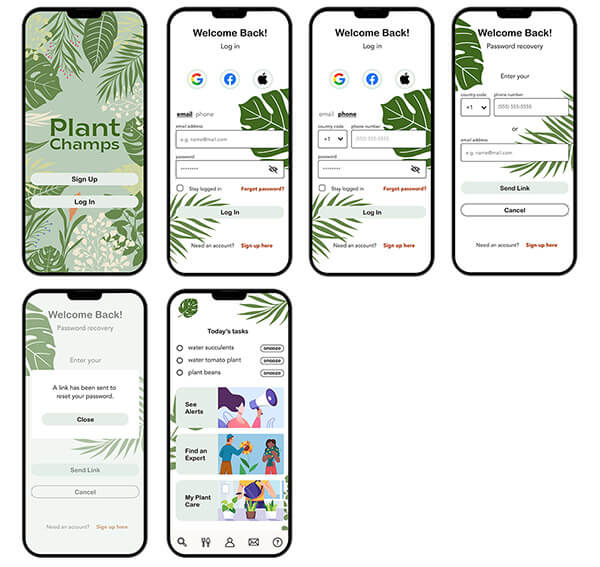 Plant
Champs
Sign Up
Log In
Welcome Back!
Log in
G
email phone
email address
e.g. name@mail.com
password
••••••••
Stay logged in Forgot password?
Log In
Need an account? Sign up here
Welcome Back!
Log in
G
email phone
country code phone number
+1 (555) 555-5555
password
••••••••
Stay logged in Forgot password?
Log In
Need an account? Sign up here
Welcome Back!
Password recovery
Enter your
country code phone number
+1 (555) 555-5556
or
email address
e.g. name@mail.com
Send Link
Cancel
Need an account? Sign up here
Welcome Back!
Password recovery
Enter your
A link has been sent to
reset your password.
Close
Send Link
Cancel
Need an account? Sign up here
Today's tasks
water succulents snooze
water tomato plant snooze
plant beans snooze
See
Alerts
Find an
Expert
My Plant
Care
?